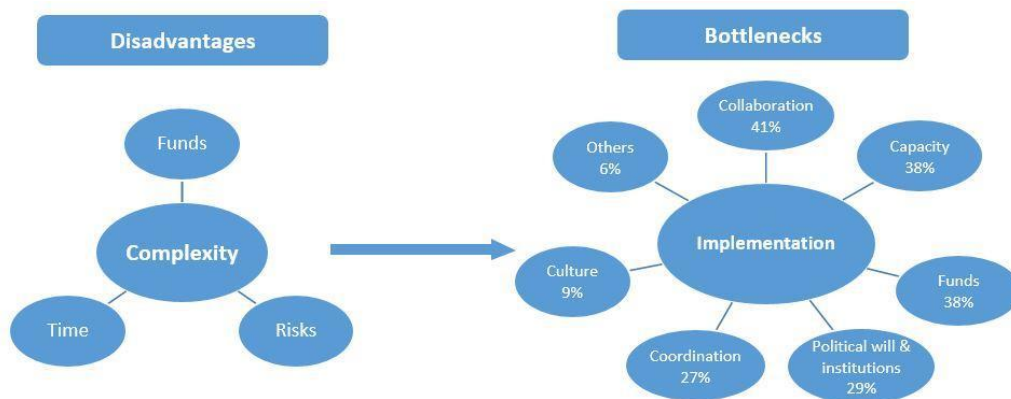 Disadvantages
Funds
Complexity
Time
Risks
Bottlenecks
Collaboration
41%
Others
6%
Capacity
38%
Implementation
Culture
9%
Funds
38%
Coordination
27%
Political will &
institutions
29%